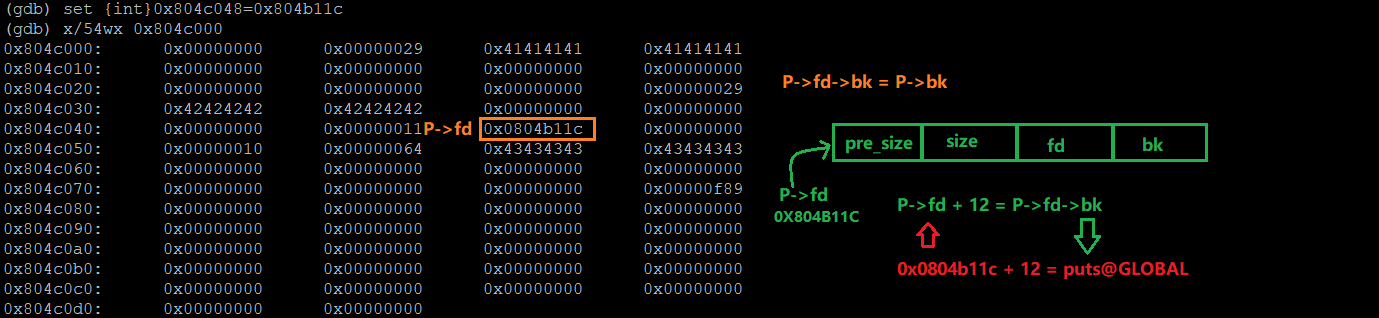 (gdb) set {int}0x804c048=0x804b11c
(gdb) x/54wx 0x804c000
0x804c000: 0x00000000 0x00000029 0x41414141 0x41414141
0x804c010: 0x00000000 0x00000000 0x00000000 0x00000000
0x804c020: 0x00000000 0x00000000 0x00000000 0x00000029
0x804c030: 0x42424242 0x42424242 0x00000000 0x00000000
0x804c040: 0x00000000 0x00000011 P->fd 0x0804b11c 0x00000000
0x804c050: 0x00000010 0x00000064 0x43434343 0x43434343
0x804c060: 0x00000000 0x00000000 0x00000000 0x00000000
0x804c070: 0x00000000 0x00000000 0x00000000 0x00000f89
0x804c080: 0x00000000 0x00000000 0x00000000 0x00000000
0x804c090: 0x00000000 0x00000000 0x00000000 0x00000000
0x804c0a0: 0x00000000 0x00000000 0x00000000 0x00000000
0x804c0b0: 0x00000000 0x00000000 0x00000000 0x00000000
0x804c0c0: 0x00000000 0x00000000 0x00000000 0x00000000
0x804c0d0: 0x00000000 0x00000000
P->fd->bk = P->bk
pre_size size fd bk
P->fd
0X804B11C
P->fd + 12 = P->fd->bk
0x0804b11c + 12 = puts@GLOBAL